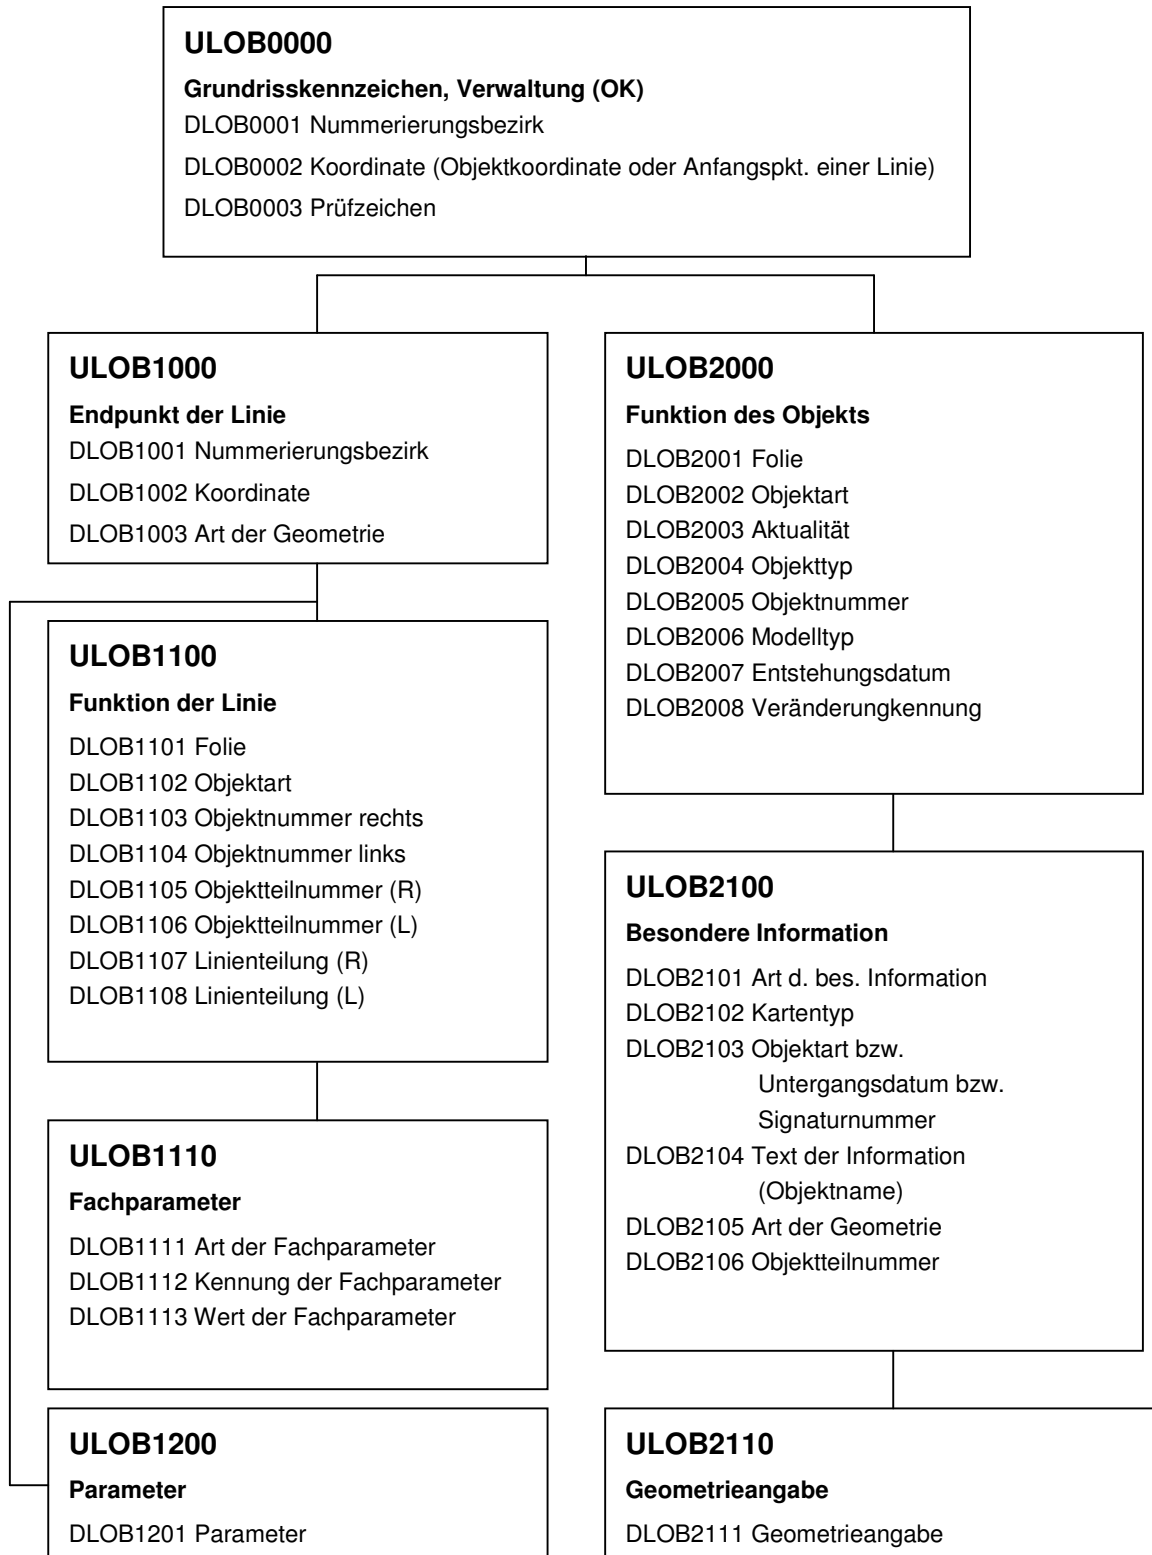 ULOB0000
Grundrisskennzeichen, Verwaltung (OK)
DLOB0001 Nummerierungsbezirk
DLOB0002 Koordinate (Objektkoordinate oder Anfangspkt. einer Linie)
DLOB0003 Prüfzeichen
ULOB1000
Endpunkt der Linie
DLOB1001 Nummerierungsbezirk
DLOB1002 Koordinate
DLOB1003 Art der Geometrie
ULOB1100
Funktion der Linie
DLOB1101 Folie
DLOB1102 Objektart
DLOB1103 Objektnummer rechts
DLOB1104 Objektnummer links
DLOB1105 Objektteilnummer (R)
DLOB1106 Objektteilnummer (L)
DLOB1107 Linienteilung (R)
DLOB1108 Linienteilung (L)
ULOB1110
Fachparameter
DLOB1111 Art der Fachparameter
DLOB1112 Kennung der Fachparameter
DLOB1113 Wert der Fachparameter
ULOB1200
Parameter
DLOB1201 Parameter
ULOB2000
Funktion des Objekts
DLOB2001 Folie
DLOB2002 Objektart
DLOB2003 Aktualität
DLOB2004 Objekttyp
DLOB2005 Objektnummer
DLOB2006 Modelltyp
DLOB2007 Entstehungsdatum
DLOB2008 Veränderungkennung
ULOB2100
Besondere Information
DLOB2101 Art d. bes. Information
DLOB2102 Kartentyp
DLOB2103 Objektart bzw.
Untergangsdatum bzw.
Signaturnummer
DLOB2104 Text der Information
(Objektname)
DLOB2105 Art der Geometrie
DLOB2106 Objektteilnummer
ULOB2110
Geometrieangabe
DLOB2111 Geometrieangabe